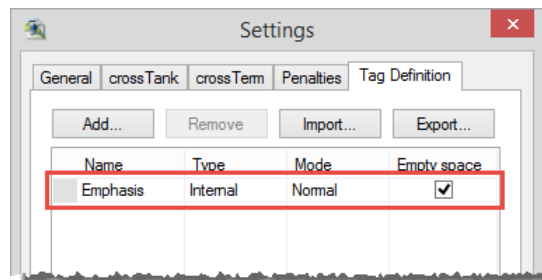 Settings
General crossTank crossTerm Penalties Tag Definition
Add... Remove Import... Export...
Name Type Mode Empty space
Emphasis Internal Normal